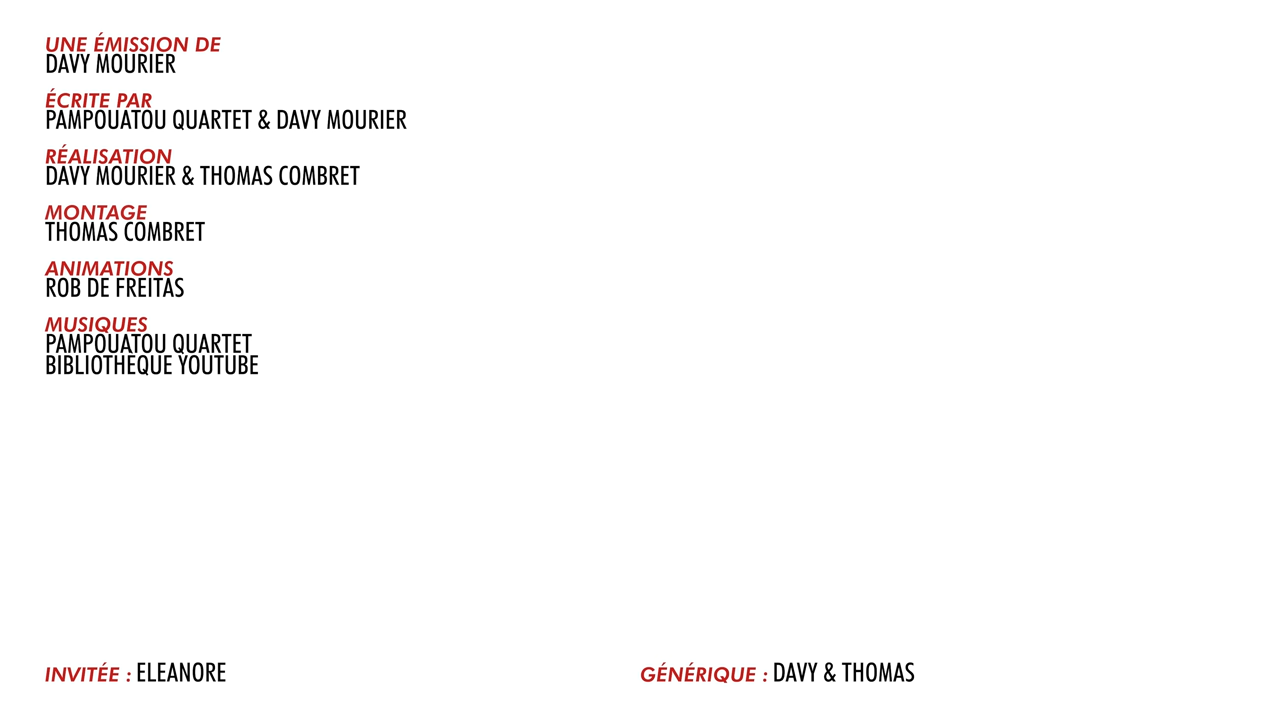 UNE ÉMISSION DE
DAVY MOURIER
ÉCRITE PAR
PAMPOUATOU QUARTET & DAVY MOURIER
RÉALISATION
DAVY MOURIER & THOMAS COMBRET
MONTAGE
THOMAS COMBRET
ANIMATIONS
ROB DE FREITAS
MUSIQUES
PAMPOUATOU QUARTET
BIBLIOTHÈQUE YOUTUBE
INVITÉE : ELEANORE
GÉNÉRIQUE : DAVY & THOMAS